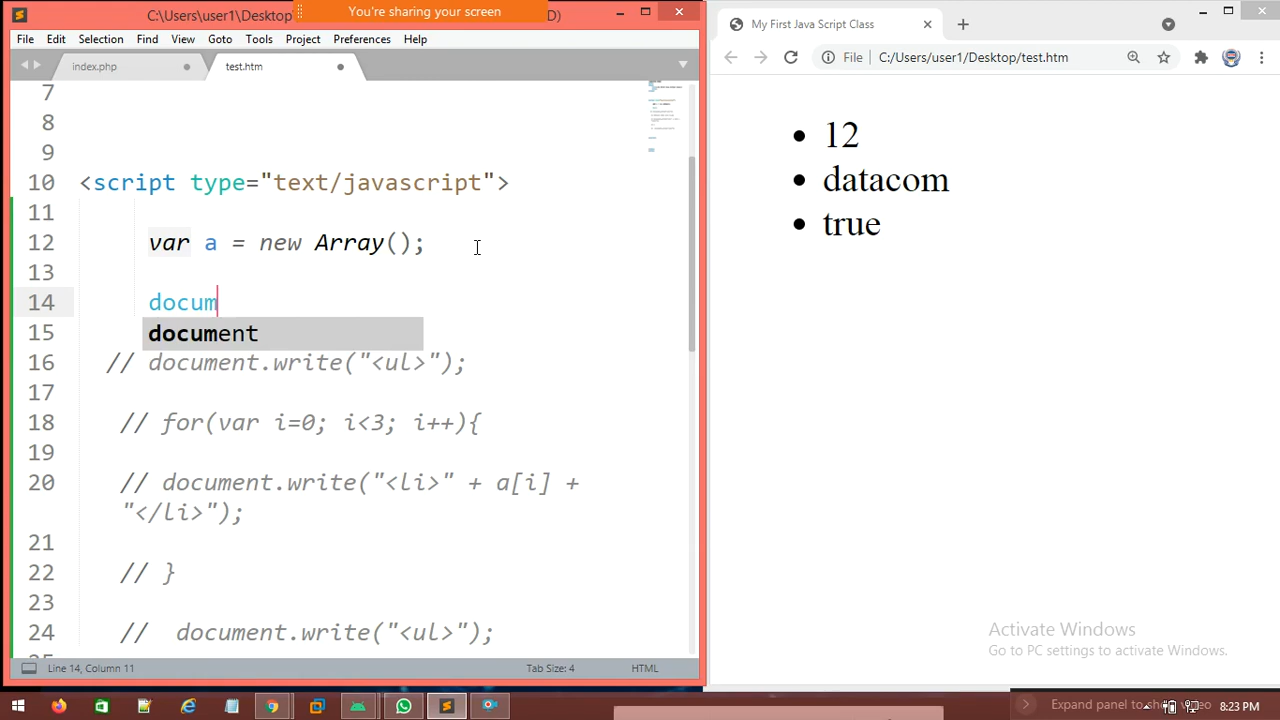 C:\Users\user1\Desktop
You're sharing your screen
D)
File Edit Selection Find View Goto Tools Project Preferences Help
index.php
test.htm
7
8
9
10 <script type="text/javascript">
11
12 var a = new Array();
13
14 docum
document
15
16 // document.write("<ul>");
17
18 // for(var i=0; i<3; i++){
19
20 // document.write("<li>" + a[i] +
"</li>");
21
22 // }
23
24 // document.write("<ul>");
Line 14, Column 11
Tab Size: 4
HTML
My First Java Script Class
File C:/Users/user1/Desktop/test.htm
• 12
• datacom
• true
Activate Windows
Go to PC settings to activate Windows.
Expand panel to sh
eo
8:23 PM